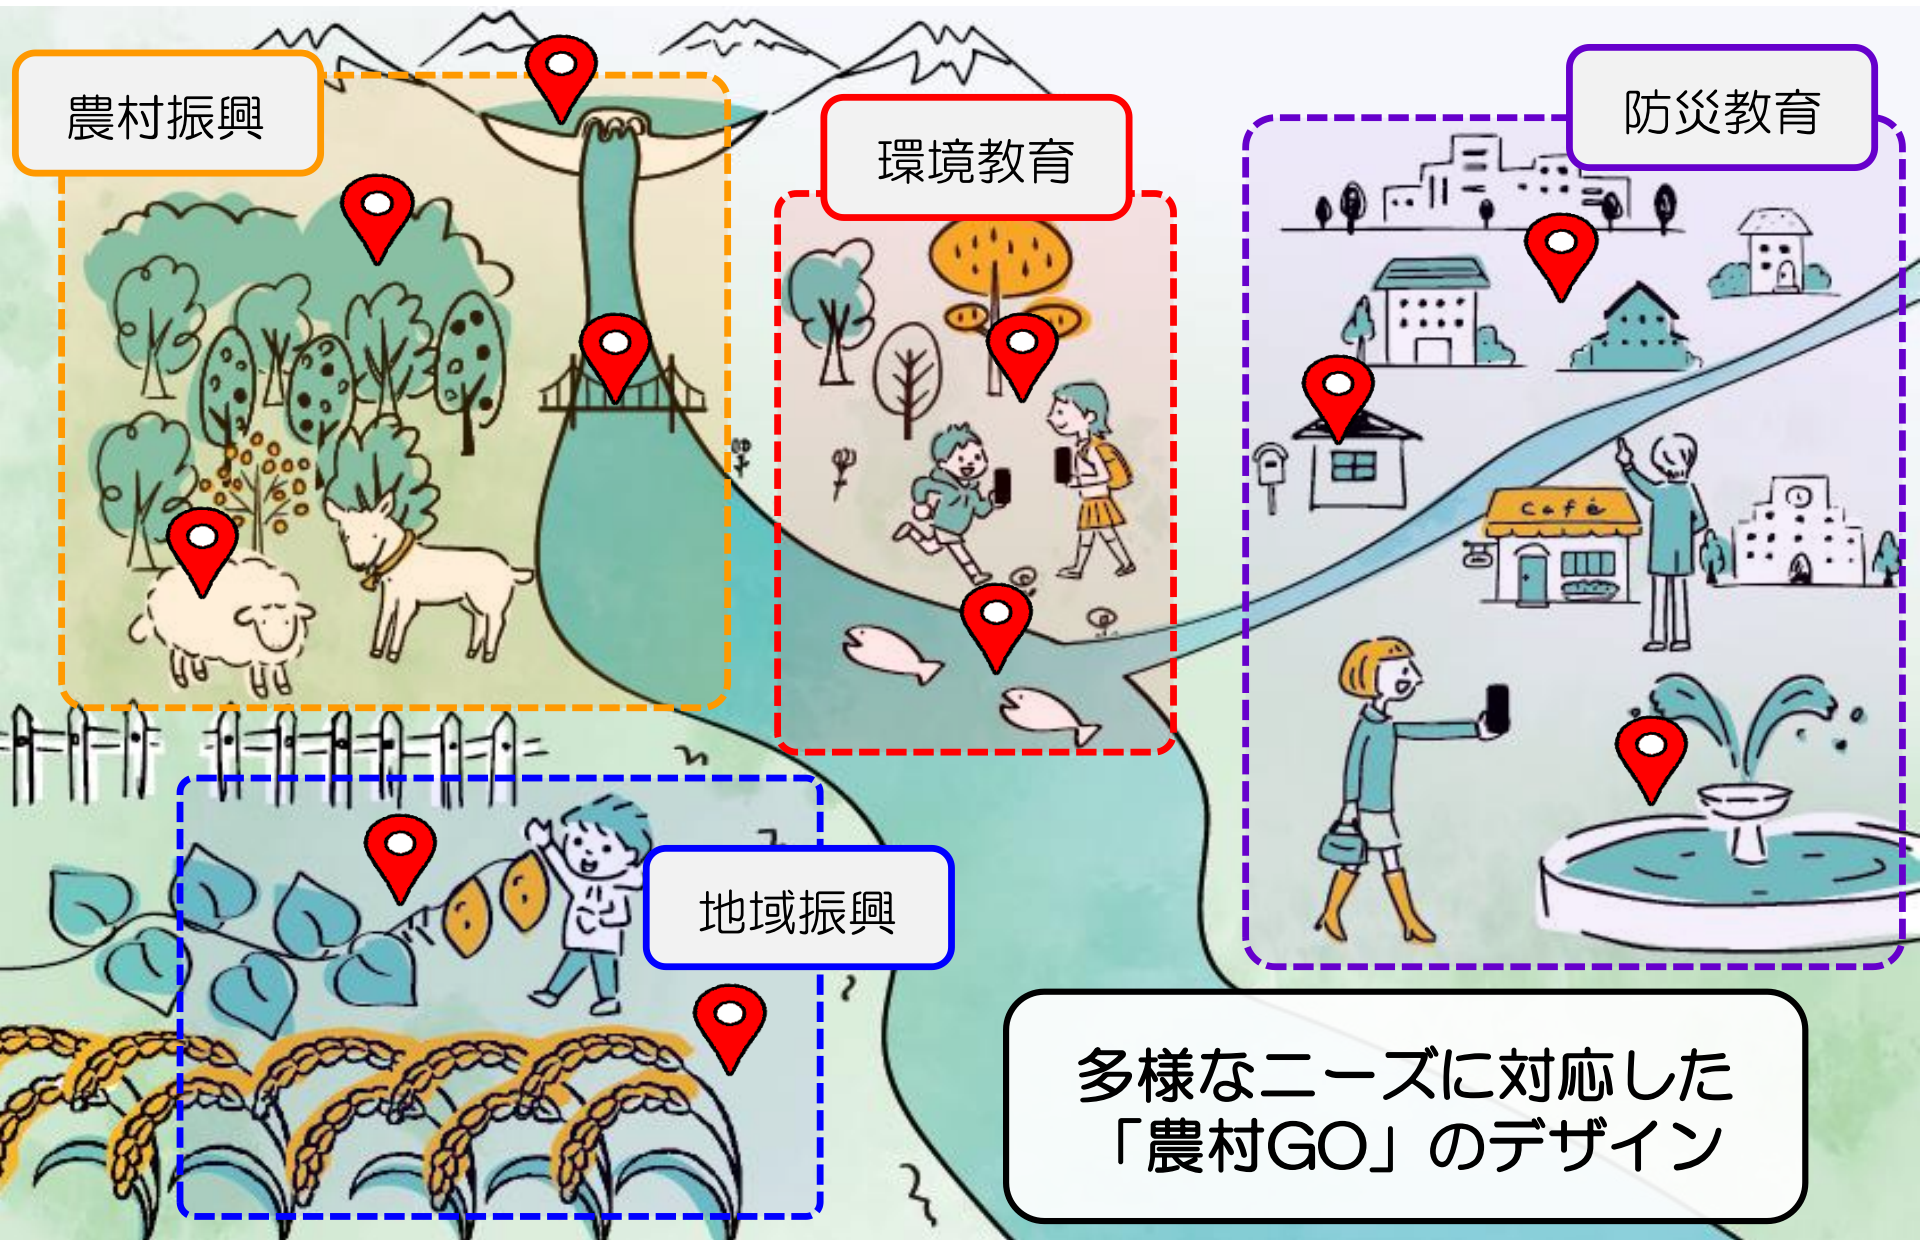 農村振興
環境教育
防災教育
Café
地域振興
多様なニーズに対応した
「農村GO」のデザイン